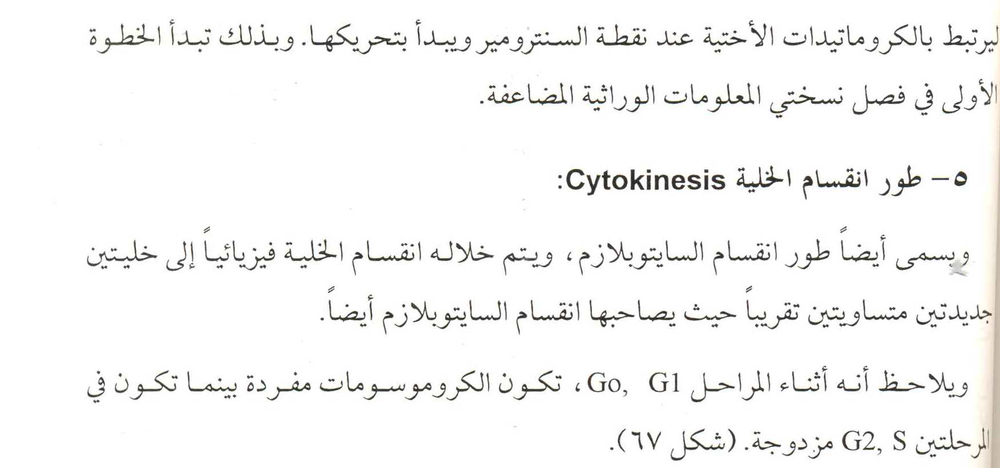 ليرتبط بالكروماتيدات الأختية عند نقطة السنترومير ويبدأ بتحريكها. وبذلك تبدأ الخطوة
الأولى في فصل نسختي المعلومات الوراثية المضاعفة.
٥- طور انقسام الخلية Cytokinesis:
ويسمى أيضاً طور انقسام السايتوبلازم، ويتم خلاله انقسام الخلية فيزيائياً إلى خليتين
جديدتين متساويتين تقريباً حيث يصاحبها انقسام السايتوبلازم أيضاً.
ويلاحظ أنه أثناء المراحل Go, G1، تكون الكروموسومات مفردة بينما تكون في
المرحلتين G2, S مزدوجة. (شكل ٦٧).